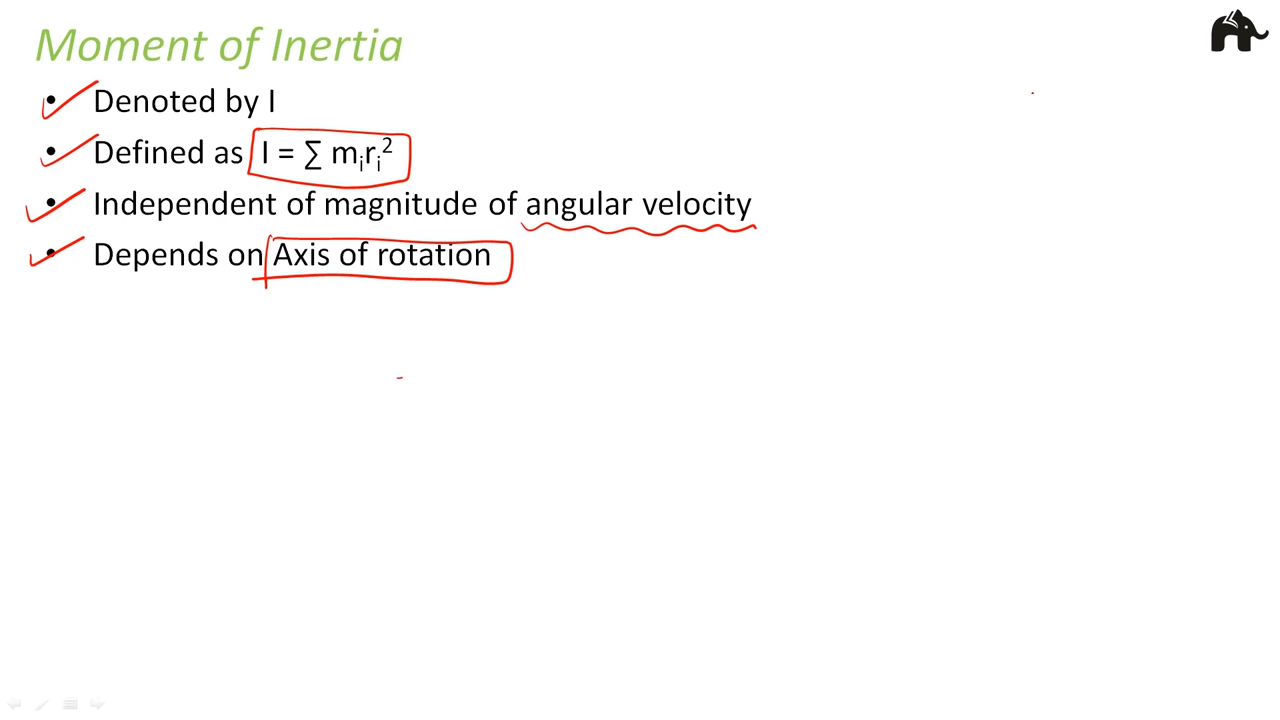 Moment of Inertia
• Denoted by I
• Defined as I = ∑ mᵢrᵢ²
• Independent of magnitude of angular velocity
• Depends on Axis of rotation